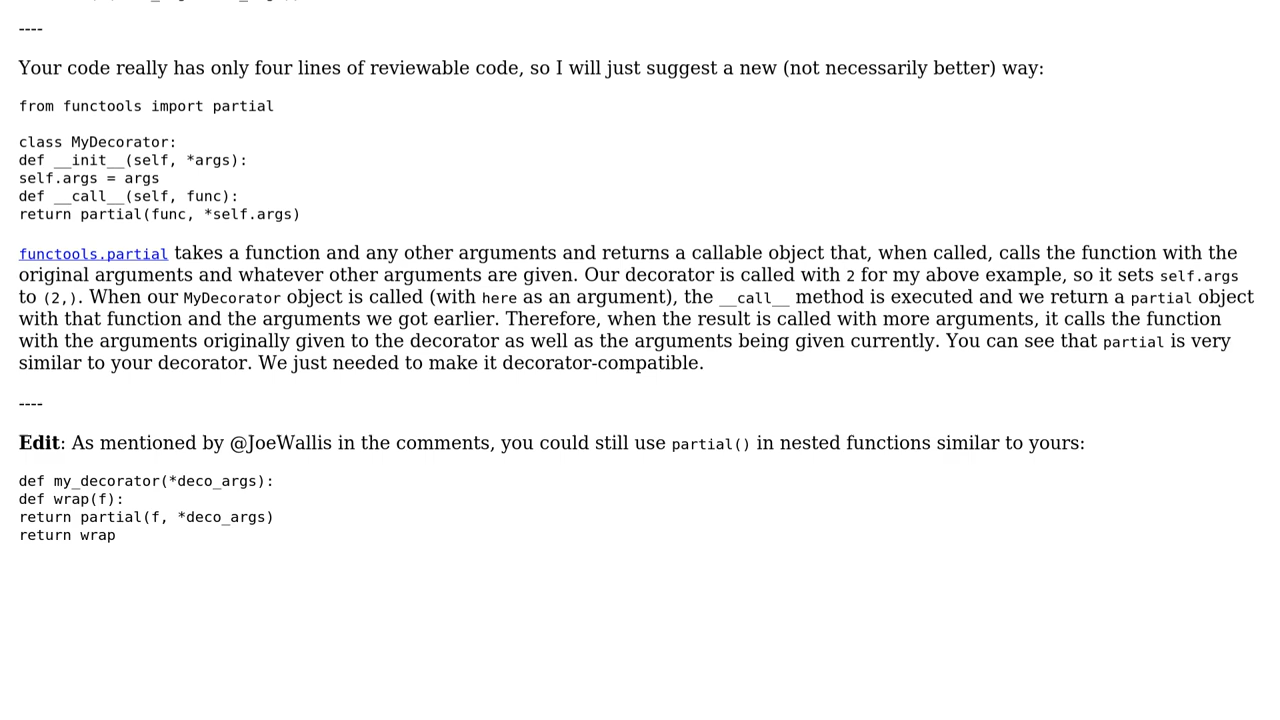 ----
Your code really has only four lines of reviewable code, so I will just suggest a new (not necessarily better) way:
from functools import partial
class MyDecorator:
def __init__(self, *args):
self.args = args
def __call__(self, func):
return partial(func, *self.args)
functools.partial takes a function and any other arguments and returns a callable object that, when called, calls the function with the
original arguments and whatever other arguments are given. Our decorator is called with 2 for my above example, so it sets self.args
to (2,). When our MyDecorator object is called (with here as an argument), the __call__ method is executed and we return a partial object
with that function and the arguments we got earlier. Therefore, when the result is called with more arguments, it calls the function
with the arguments originally given to the decorator as well as the arguments being given currently. You can see that partial is very
similar to your decorator. We just needed to make it decorator-compatible.
----
Edit: As mentioned by @JoeWallis in the comments, you could still use partial() in nested functions similar to yours:
def my_decorator(*deco_args):
def wrap(f):
return partial(f, *deco_args)
return wrap